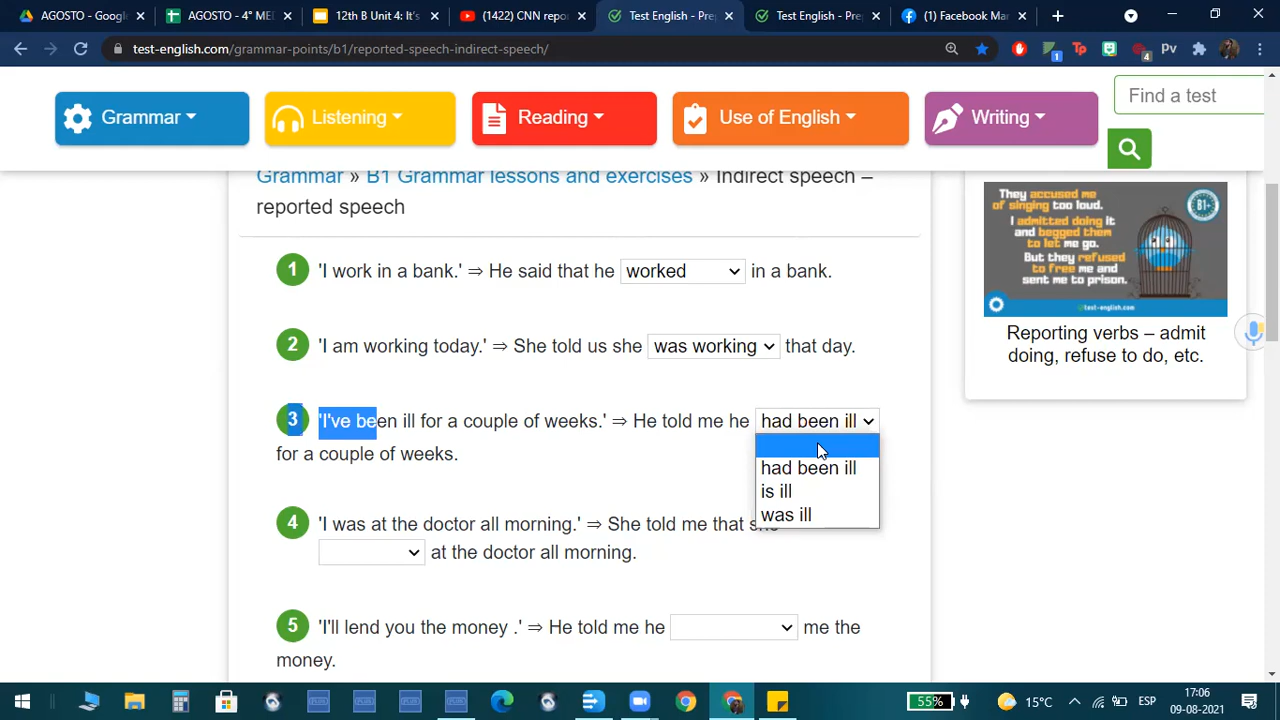 AGOSTO - Google
AGOSTO - 4° MED
12th B Unit 4: It's
(1422) CNN repor
Test English - Pre
Test English - Pre
(1) Facebook Mar
test-english.com/grammar-points/b1/reported-speech-indirect-speech/
1
Tp
4
Pv
Grammar
Listening
Reading
Use of English
Writing
Find a test
Grammar » B1 Grammar lessons and exercises » Indirect speech –
reported speech
1 'I work in a bank.' ⇒ He said that he worked in a bank.
2 'I am working today.' ⇒ She told us she was working that day.
3 'I've been ill for a couple of weeks.' ⇒ He told me he had been ill
for a couple of weeks.
had been ill
is ill
was ill
4 'I was at the doctor all morning.' ⇒ She told me that she
at the doctor all morning.
5 'I'll lend you the money .' ⇒ He told me he me the
money.
They accused me
of singing too loud.
I admitted doing it
and begged them
to let me go.
But they refused
to free me and
sent me to prison.
B1+
test-english.com
Reporting verbs – admit
doing, refuse to do, etc.
55%
15°C
ESP
17:06
09-08-2021